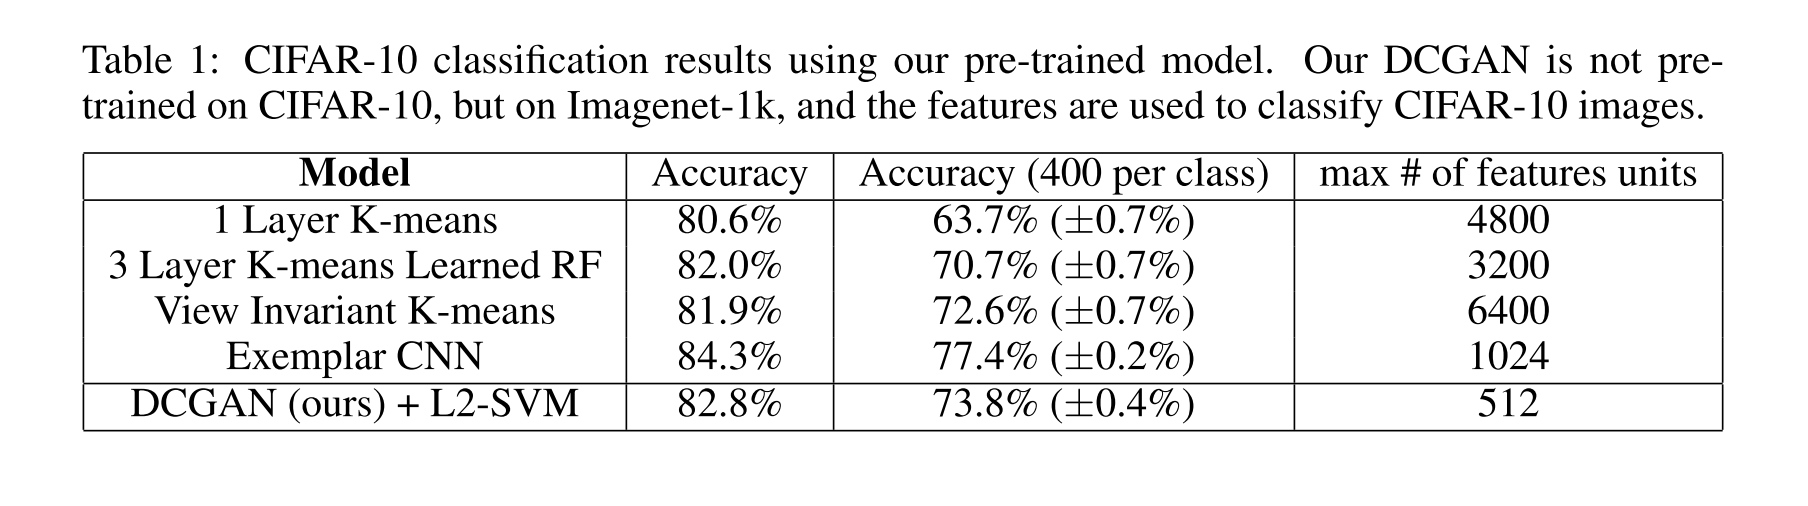 Table 1: CIFAR-10 classification results using our pre-trained model. Our DCGAN is not pre-
trained on CIFAR-10, but on Imagenet-1k, and the features are used to classify CIFAR-10 images.
Model Accuracy Accuracy (400 per class) max # of features units
1 Layer K-means 80.6% 63.7% (±0.7%) 4800
3 Layer K-means Learned RF 82.0% 70.7% (±0.7%) 3200
View Invariant K-means 81.9% 72.6% (±0.7%) 6400
Exemplar CNN 84.3% 77.4% (±0.2%) 1024
DCGAN (ours) + L2-SVM 82.8% 73.8% (±0.4%) 512